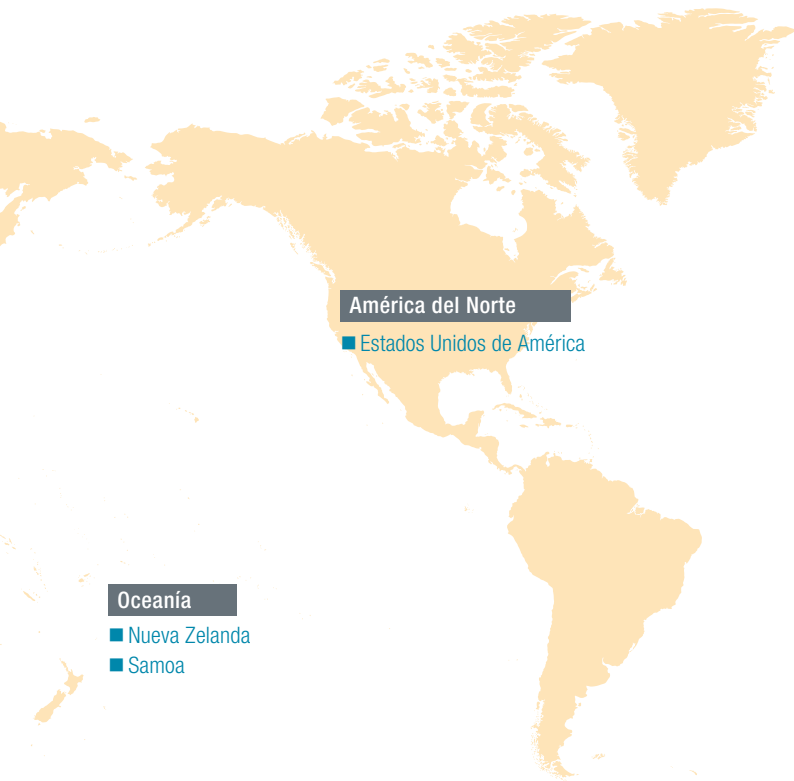 América del Norte
Estados Unidos de América
Oceanía
Nueva Zelanda
Samoa